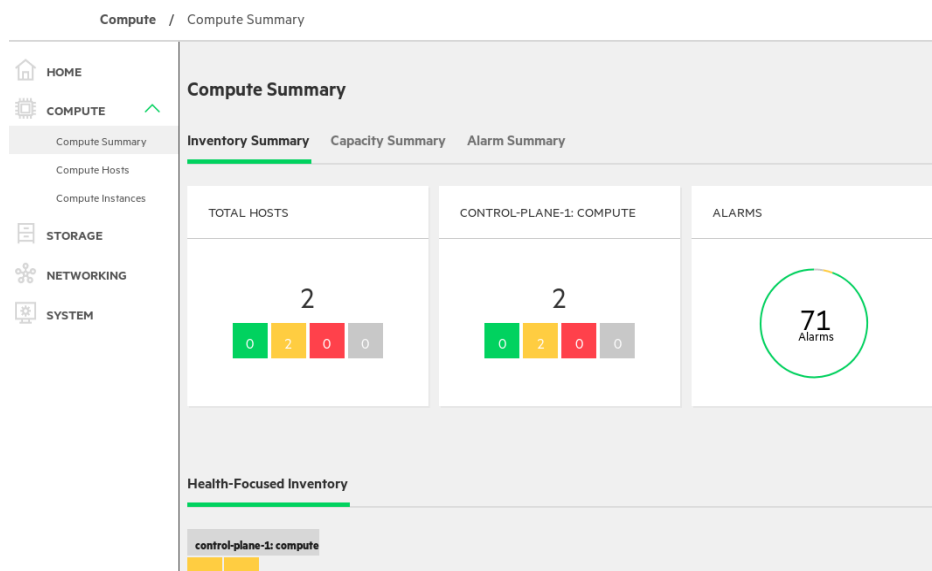 Compute / Compute Summary
HOME
COMPUTE
Compute Summary
Compute Hosts
Compute Instances
STORAGE
NETWORKING
SYSTEM
Compute Summary
Inventory Summary Capacity Summary Alarm Summary
TOTAL HOSTS
2
0 2 0 0
CONTROL-PLANE-1: COMPUTE
2
0 2 0 0
ALARMS
71
Alarms
Health-Focused Inventory
control-plane-1: compute